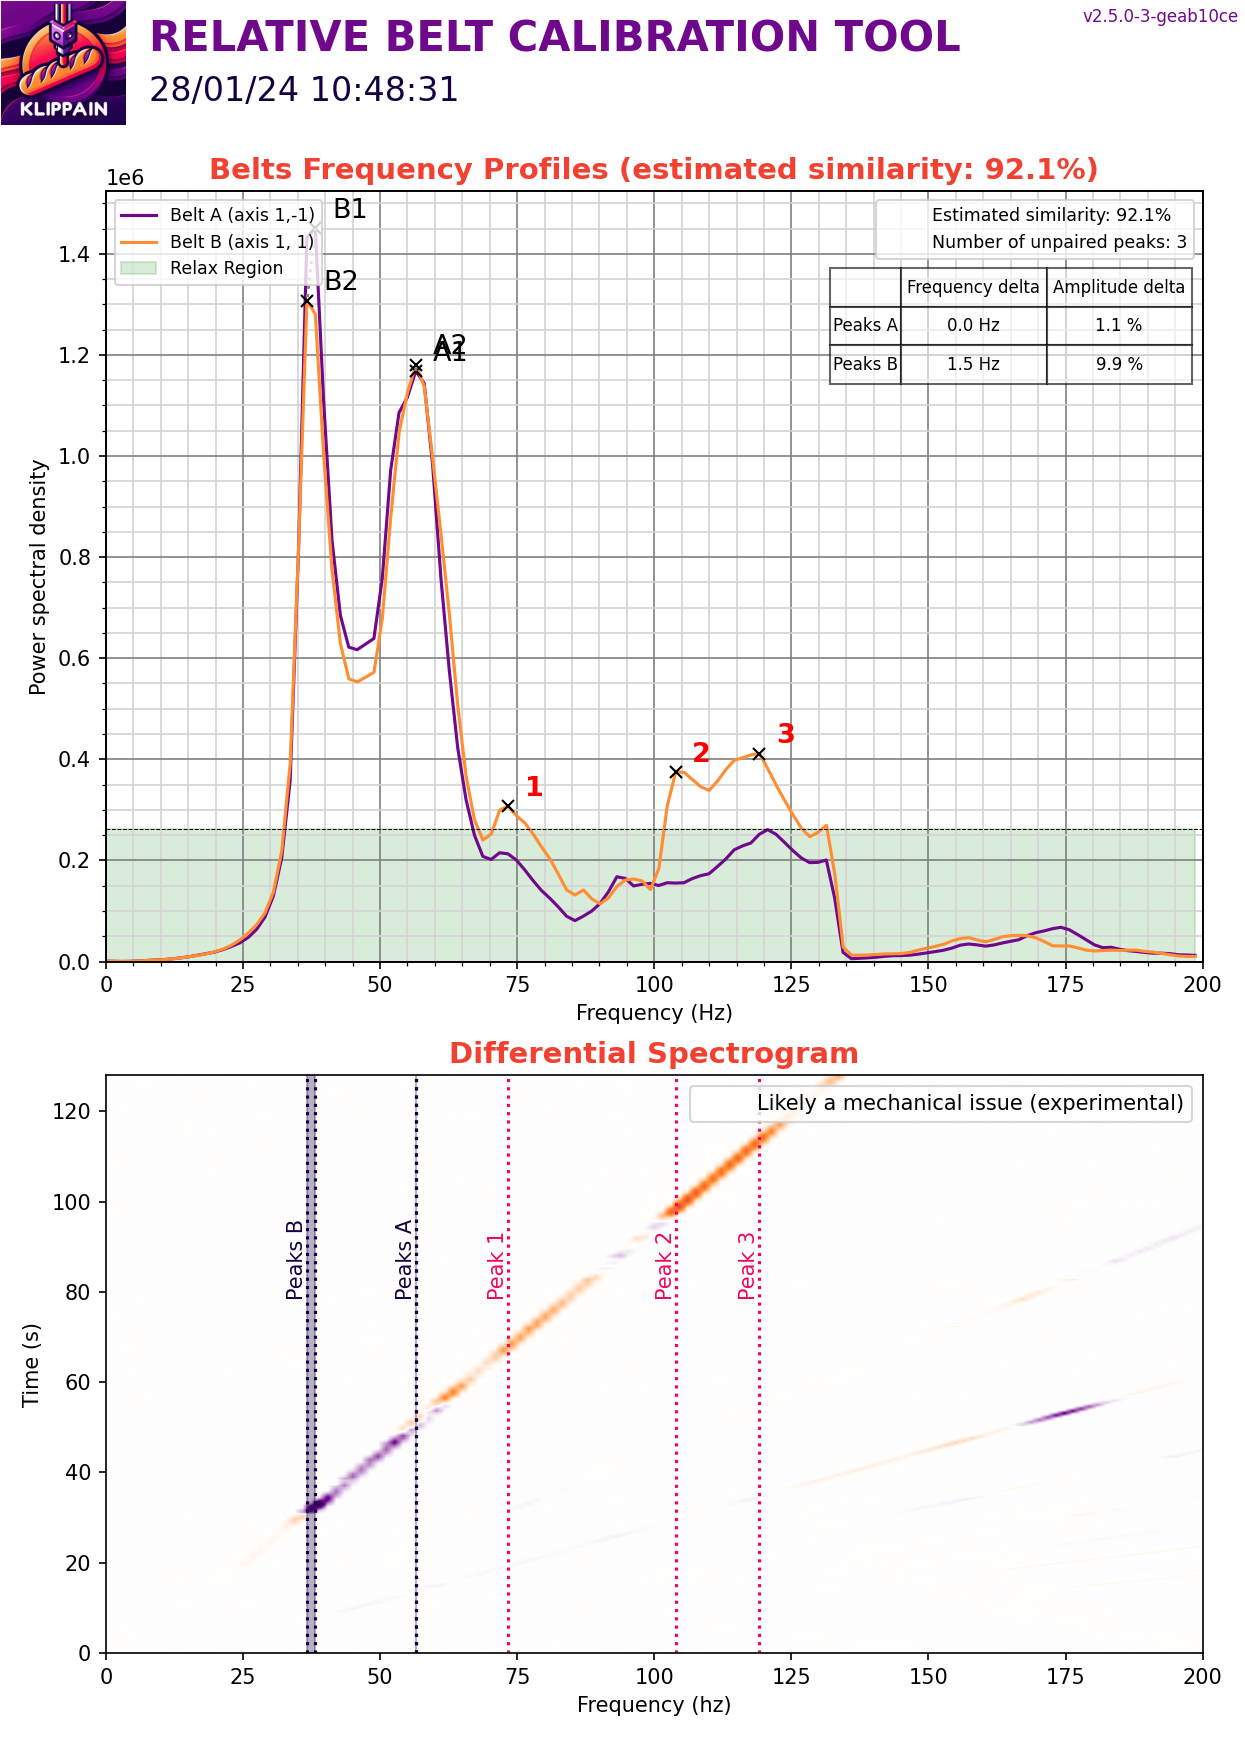 v2.5.0-3-geab10ce
RELATIVE BELT CALIBRATION TOOL
28/01/24 10:48:31
KLIPPAIN
Belts Frequency Profiles (estimated similarity: 92.1%)
1e6
Belt A (axis 1,-1)
Belt B (axis 1, 1)
Relax Region
B1
B2
A2
A1
Estimated similarity: 92.1%
Number of unpaired peaks: 3
Frequency delta Amplitude delta
Peaks A 0.0 Hz 1.1 %
Peaks B 1.5 Hz 9.9 %
1
2
3
Power spectral density
1.4
1.2
1.0
0.8
0.6
0.4
0.2
0.0
0 25 50 75 100 125 150 175 200
Frequency (Hz)
Differential Spectrogram
Likely a mechanical issue (experimental)
Peaks B
Peaks A
Peak 1
Peak 2
Peak 3
Time (s)
120
100
80
60
40
20
0
0 25 50 75 100 125 150 175 200
Frequency (hz)